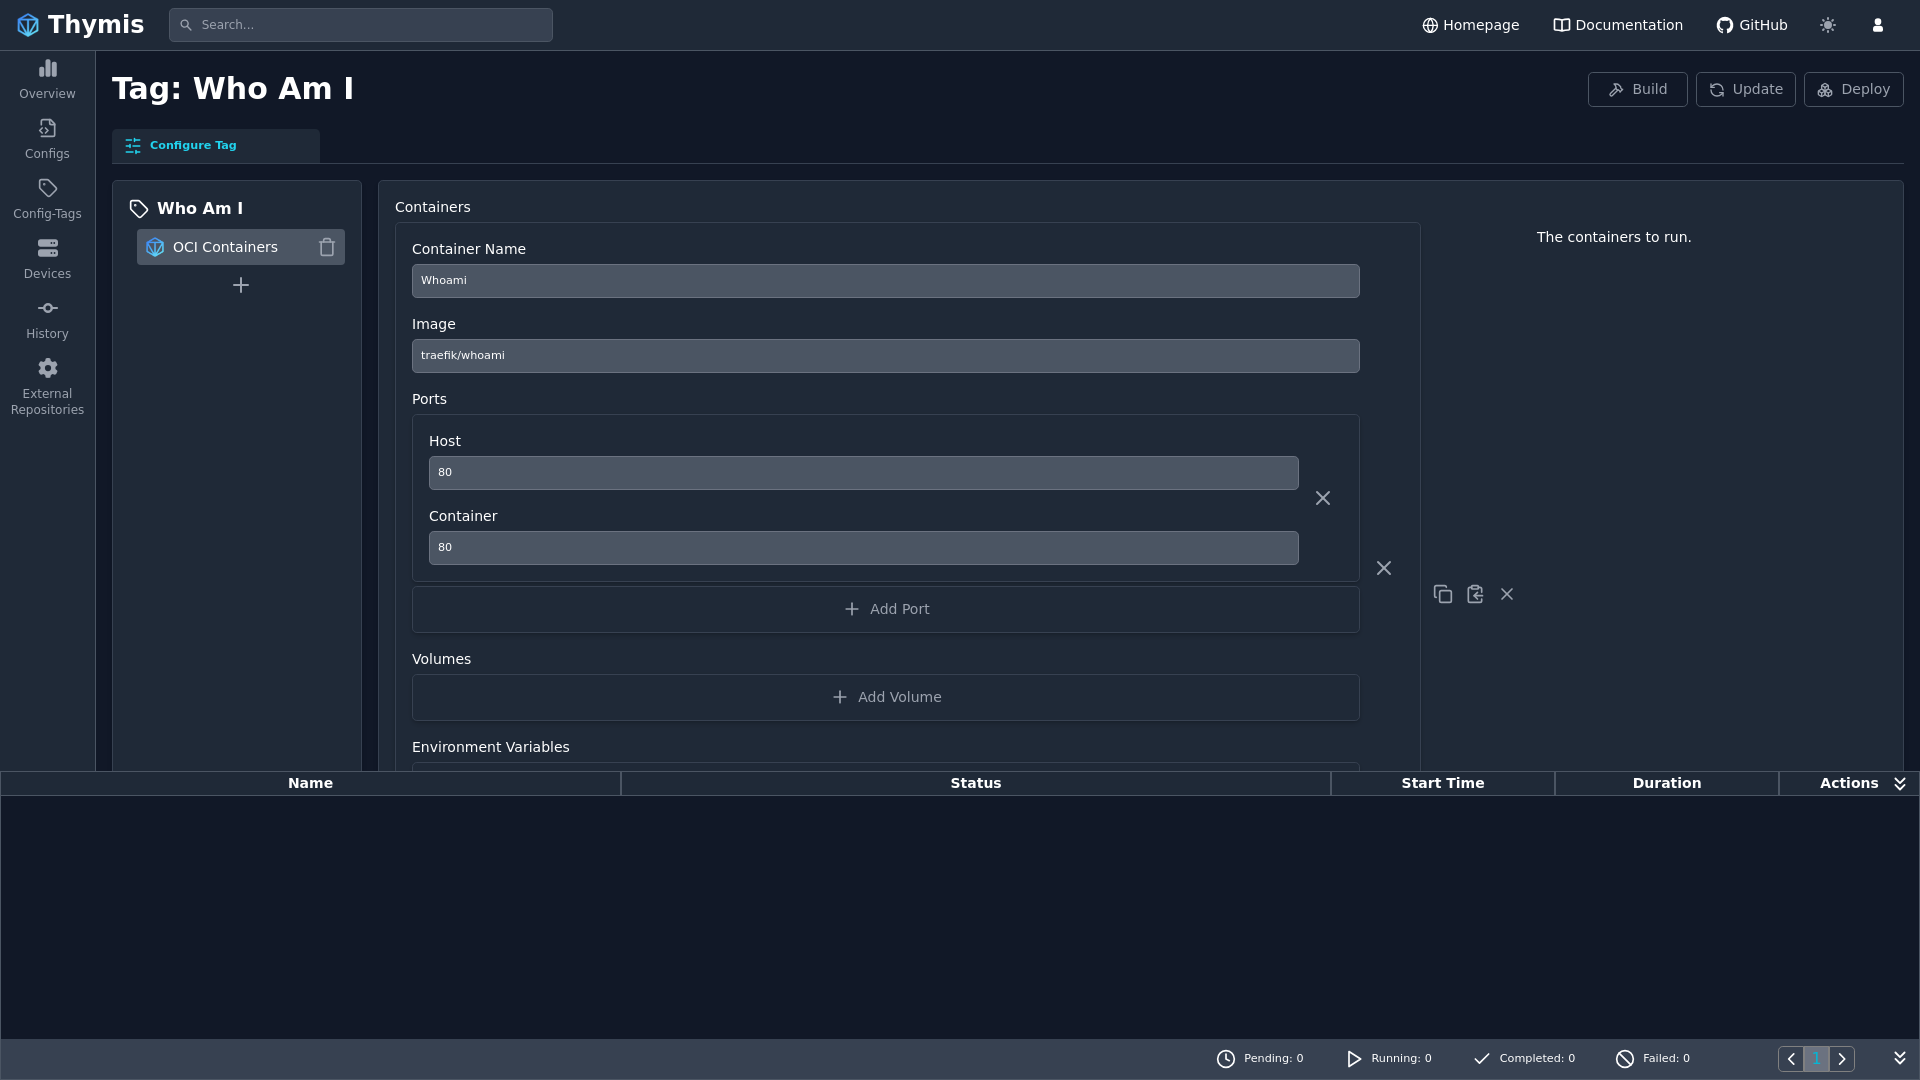 Thymis
Search...
Homepage
Documentation
GitHub
Overview
Configs
Config-Tags
Devices
History
External
Repositories
Tag: Who Am I
Build
Update
Deploy
Configure Tag
Who Am I
OCI Containers
Containers
The containers to run.
Container Name
Whoami
Image
traefik/whoami
Ports
Host
80
Container
80
Add Port
Volumes
Add Volume
Environment Variables
Name
Status
Start Time
Duration
Actions
Pending: 0
Running: 0
Completed: 0
Failed: 0
1